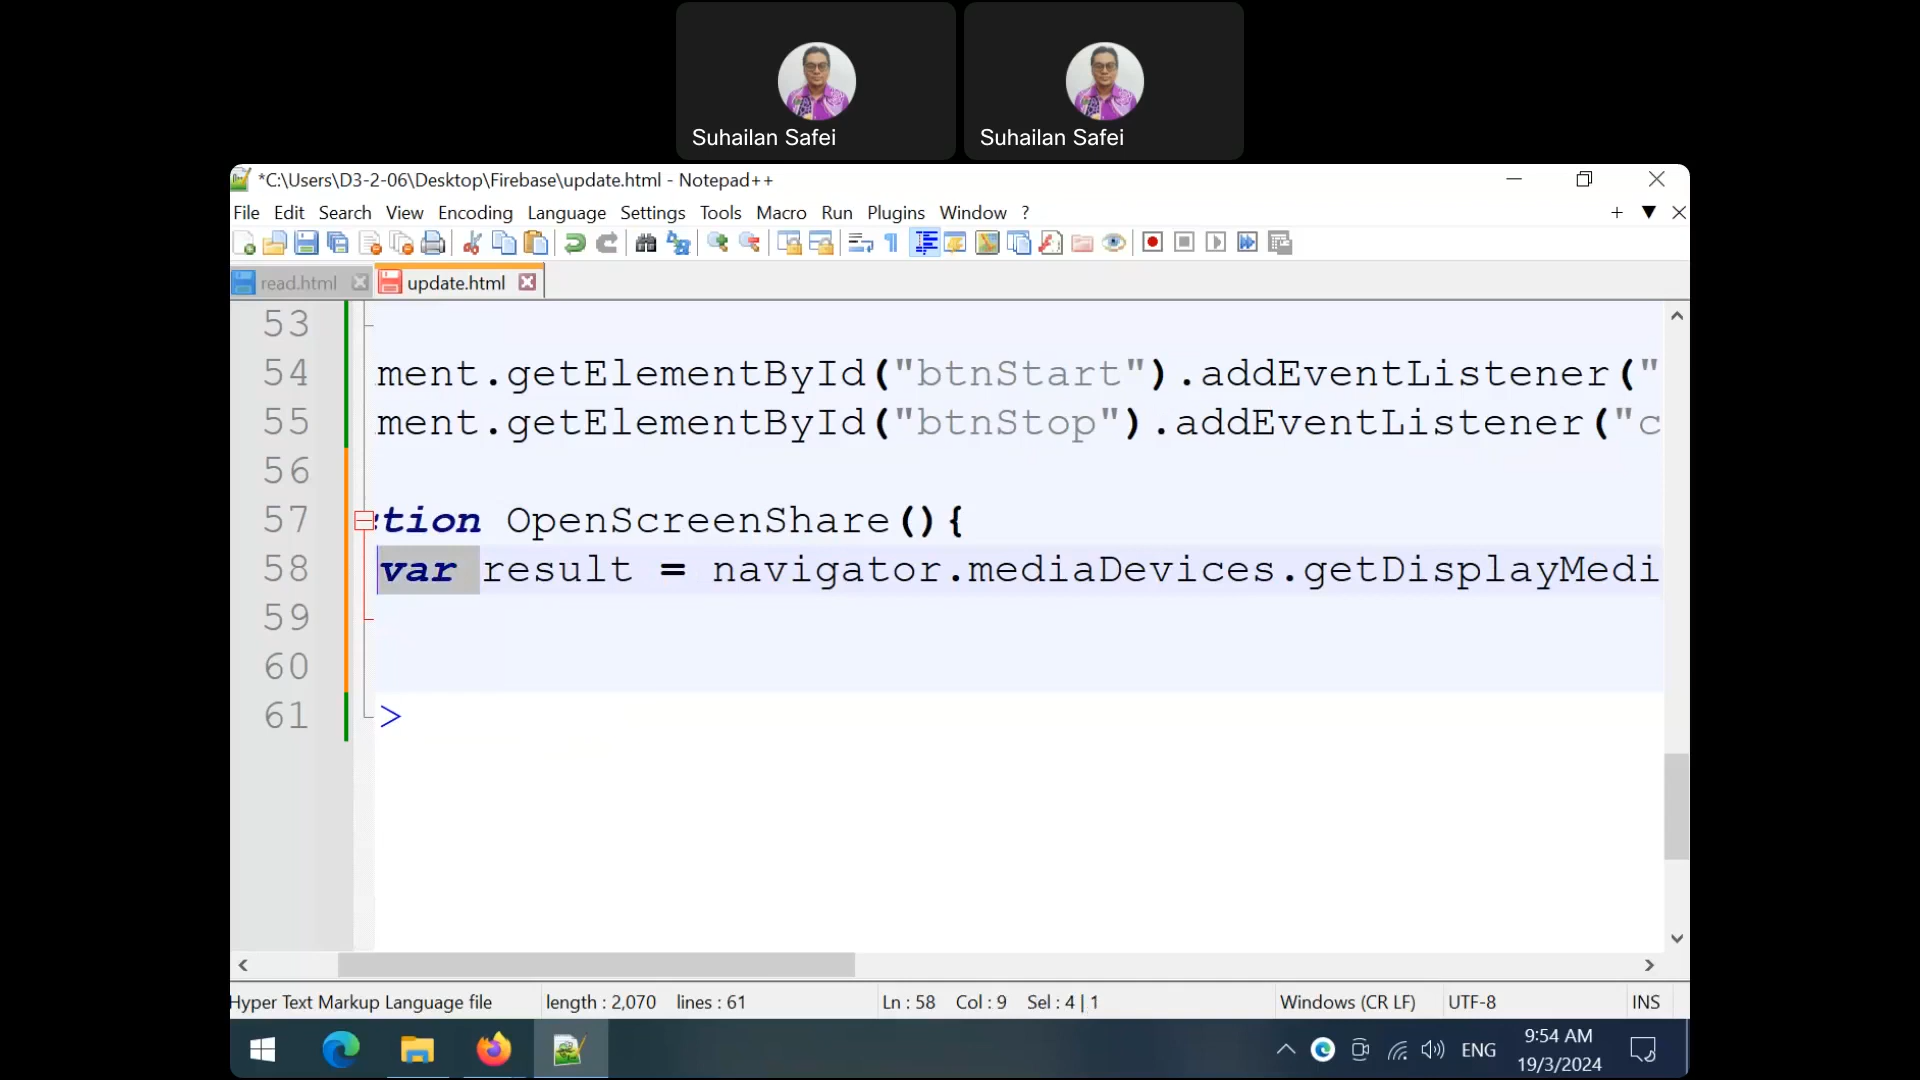 Suhailan Safei
Suhailan Safei
*C:\Users\D3-2-06\Desktop\Firebase\update.html - Notepad++
File Edit Search View Encoding Language Settings Tools Macro Run Plugins Window ?
read.html
update.html
53
54 ment.getElementById("btnStart").addEventListener("
55 ment.getElementById("btnStop").addEventListener("c
56
57 tion OpenScreenShare(){
58 var result = navigator.mediaDevices.getDisplayMedi
59
60
61 >
Hyper Text Markup Language file length : 2,070 lines : 61 Ln : 58 Col : 9 Sel : 4 | 1 Windows (CR LF) UTF-8 INS
ENG
9:54 AM
19/3/2024